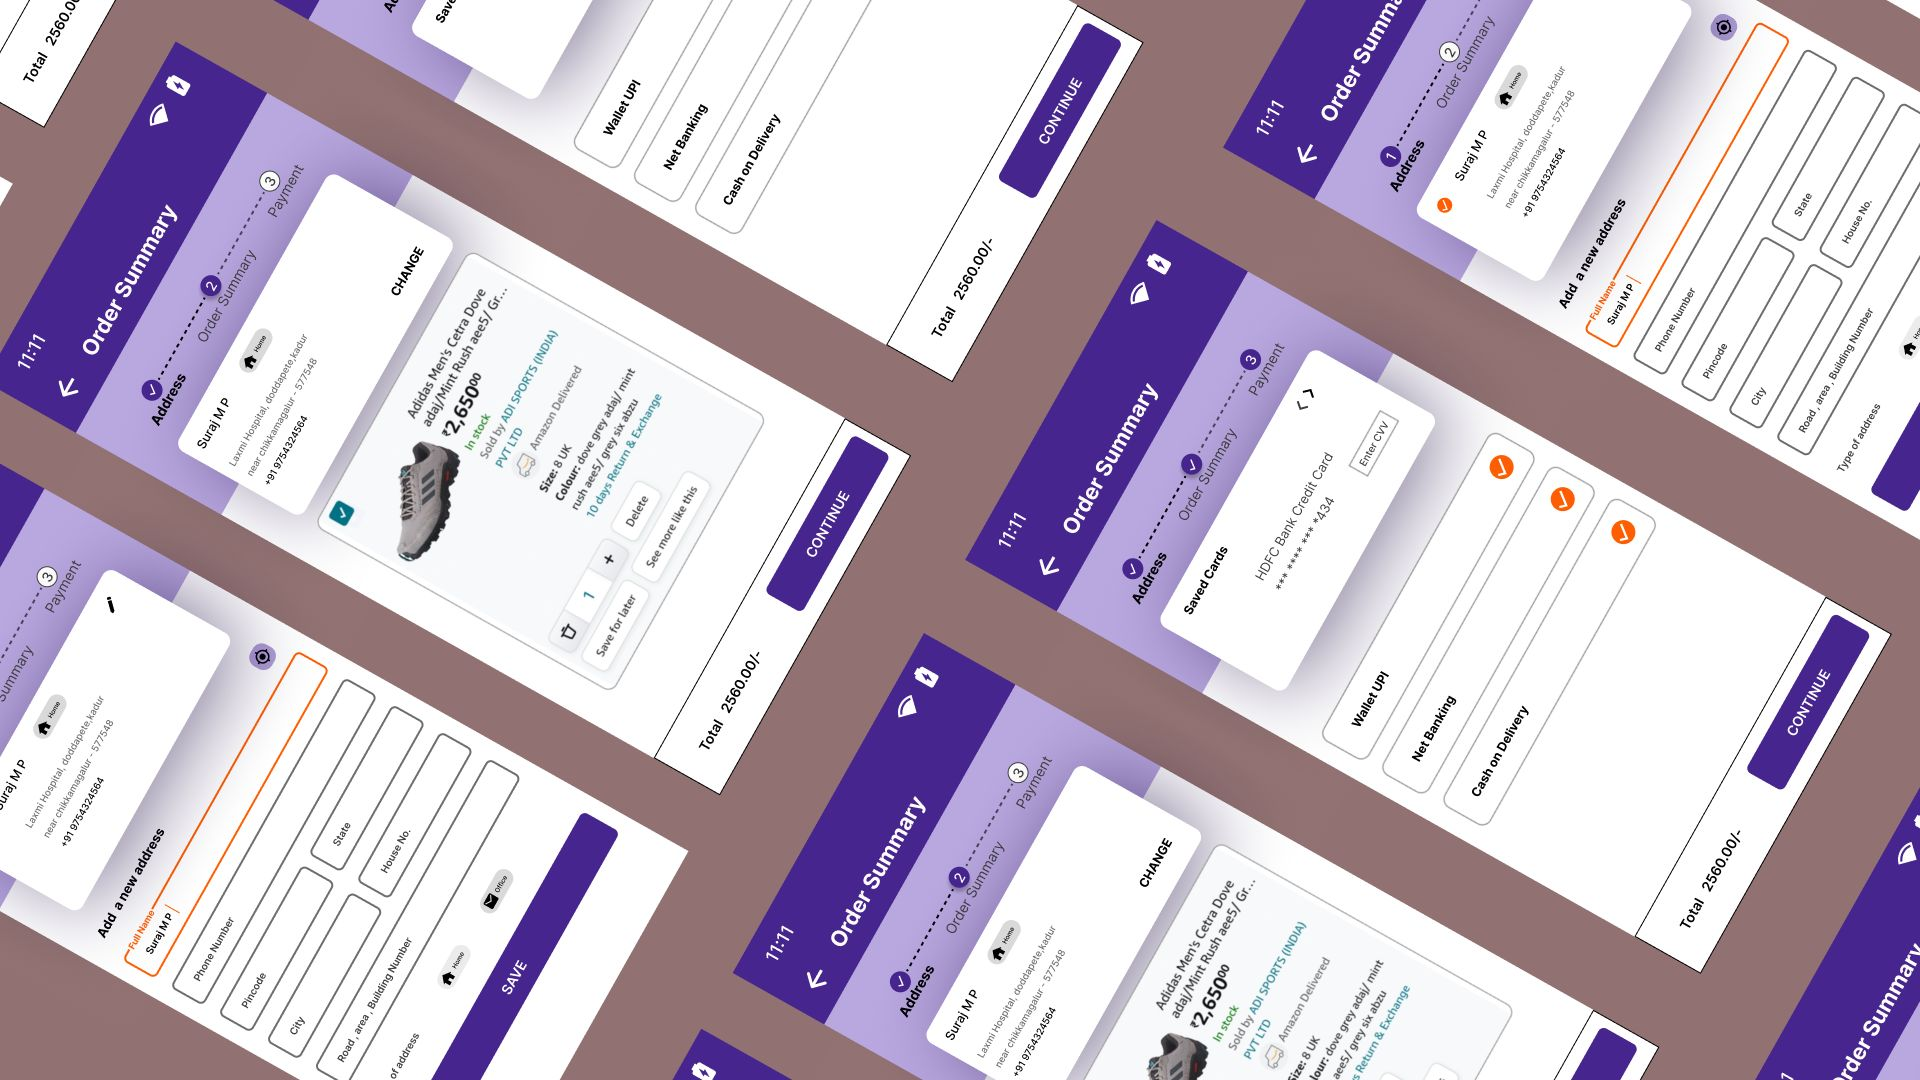 Total 2560.00/-
Wallet UPI
Net Banking
Cash on Delivery
Total 2560.00/-
CONTINUE
11:11
Order Summary
Address
2
Order Summary
3
Payment
Suraj M P
Home
Laxmi Hospital, doddapete,kadur
near chikkamagalur - 577548
+91 9754324564
CHANGE
Adidas Men's Cetra Dove
adaj/Mint Rush aee5/ Gr...
₹2,65000
In stock
Sold by ADI SPORTS (INDIA)
PVT LTD
Amazon Delivered
Size: 8 UK
Colour: dove grey adaj/ mint
rush aee5/ grey six abzu
10 days Return & Exchange
1
+
Delete
Save for later
See more like this
Total 2560.00/-
CONTINUE
Summary
3
Payment
Suraj M P
Home
Laxmi Hospital, doddapete,kadur
near chikkamagalur - 577548
+91 9754324564
Add a new address
Full Name
Suraj M P
Phone Number
Pincode
State
City
House No.
Road , area , Building Number
of address
Home
Office
SAVE
11:11
Order Summary
1
Address
2
Order Summary
Suraj M P
Home
Laxmi Hospital, doddapete,kadur
near chikkamagalur - 577548
+91 9754324564
Add a new address
Full Name
Suraj M P
Phone Number
Pincode
State
City
House No.
Road , area , Building Number
Type of address
11:11
Order Summary
Address
Order Summary
3
Payment
Saved Cards
< >
HDFC Bank Credit Card
*** **** **** *434
Enter CVV
Wallet UPI
Net Banking
Cash on Delivery
Total 2560.00/-
CONTINUE
11:11
Order Summary
Address
2
Order Summary
3
Payment
Suraj M P
Home
Laxmi Hospital, doddapete,kadur
near chikkamagalur - 577548
+91 9754324564
CHANGE
Adidas Men's Cetra Dove
adaj/Mint Rush aee5/ Gr...
₹2,65000
In stock
Sold by ADI SPORTS (INDIA)
PVT LTD
Amazon Delivered
Size: 8 UK
Colour: dove grey adaj/ mint
rush aee5/ grey six abzu
Return & Exchange
Order Summary